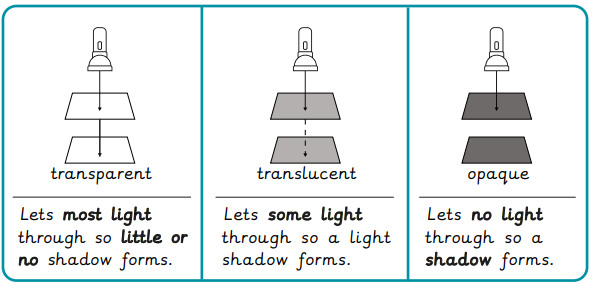 transparent
Lets most light
through so little or
no shadow forms.
translucent
Lets some light
through so a light
shadow forms.
opaque
Lets no light
through so a
shadow forms.